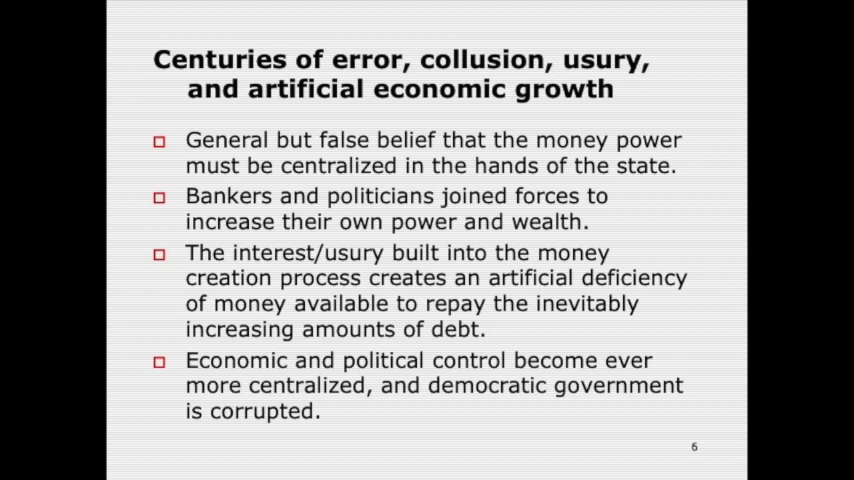 Centuries of error, collusion, usury,
and artificial economic growth
General but false belief that the money power
must be centralized in the hands of the state.
Bankers and politicians joined forces to
increase their own power and wealth.
The interest/usury built into the money
creation process creates an artificial deficiency
of money available to repay the inevitably
increasing amounts of debt.
Economic and political control become ever
more centralized, and democratic government
is corrupted.
6